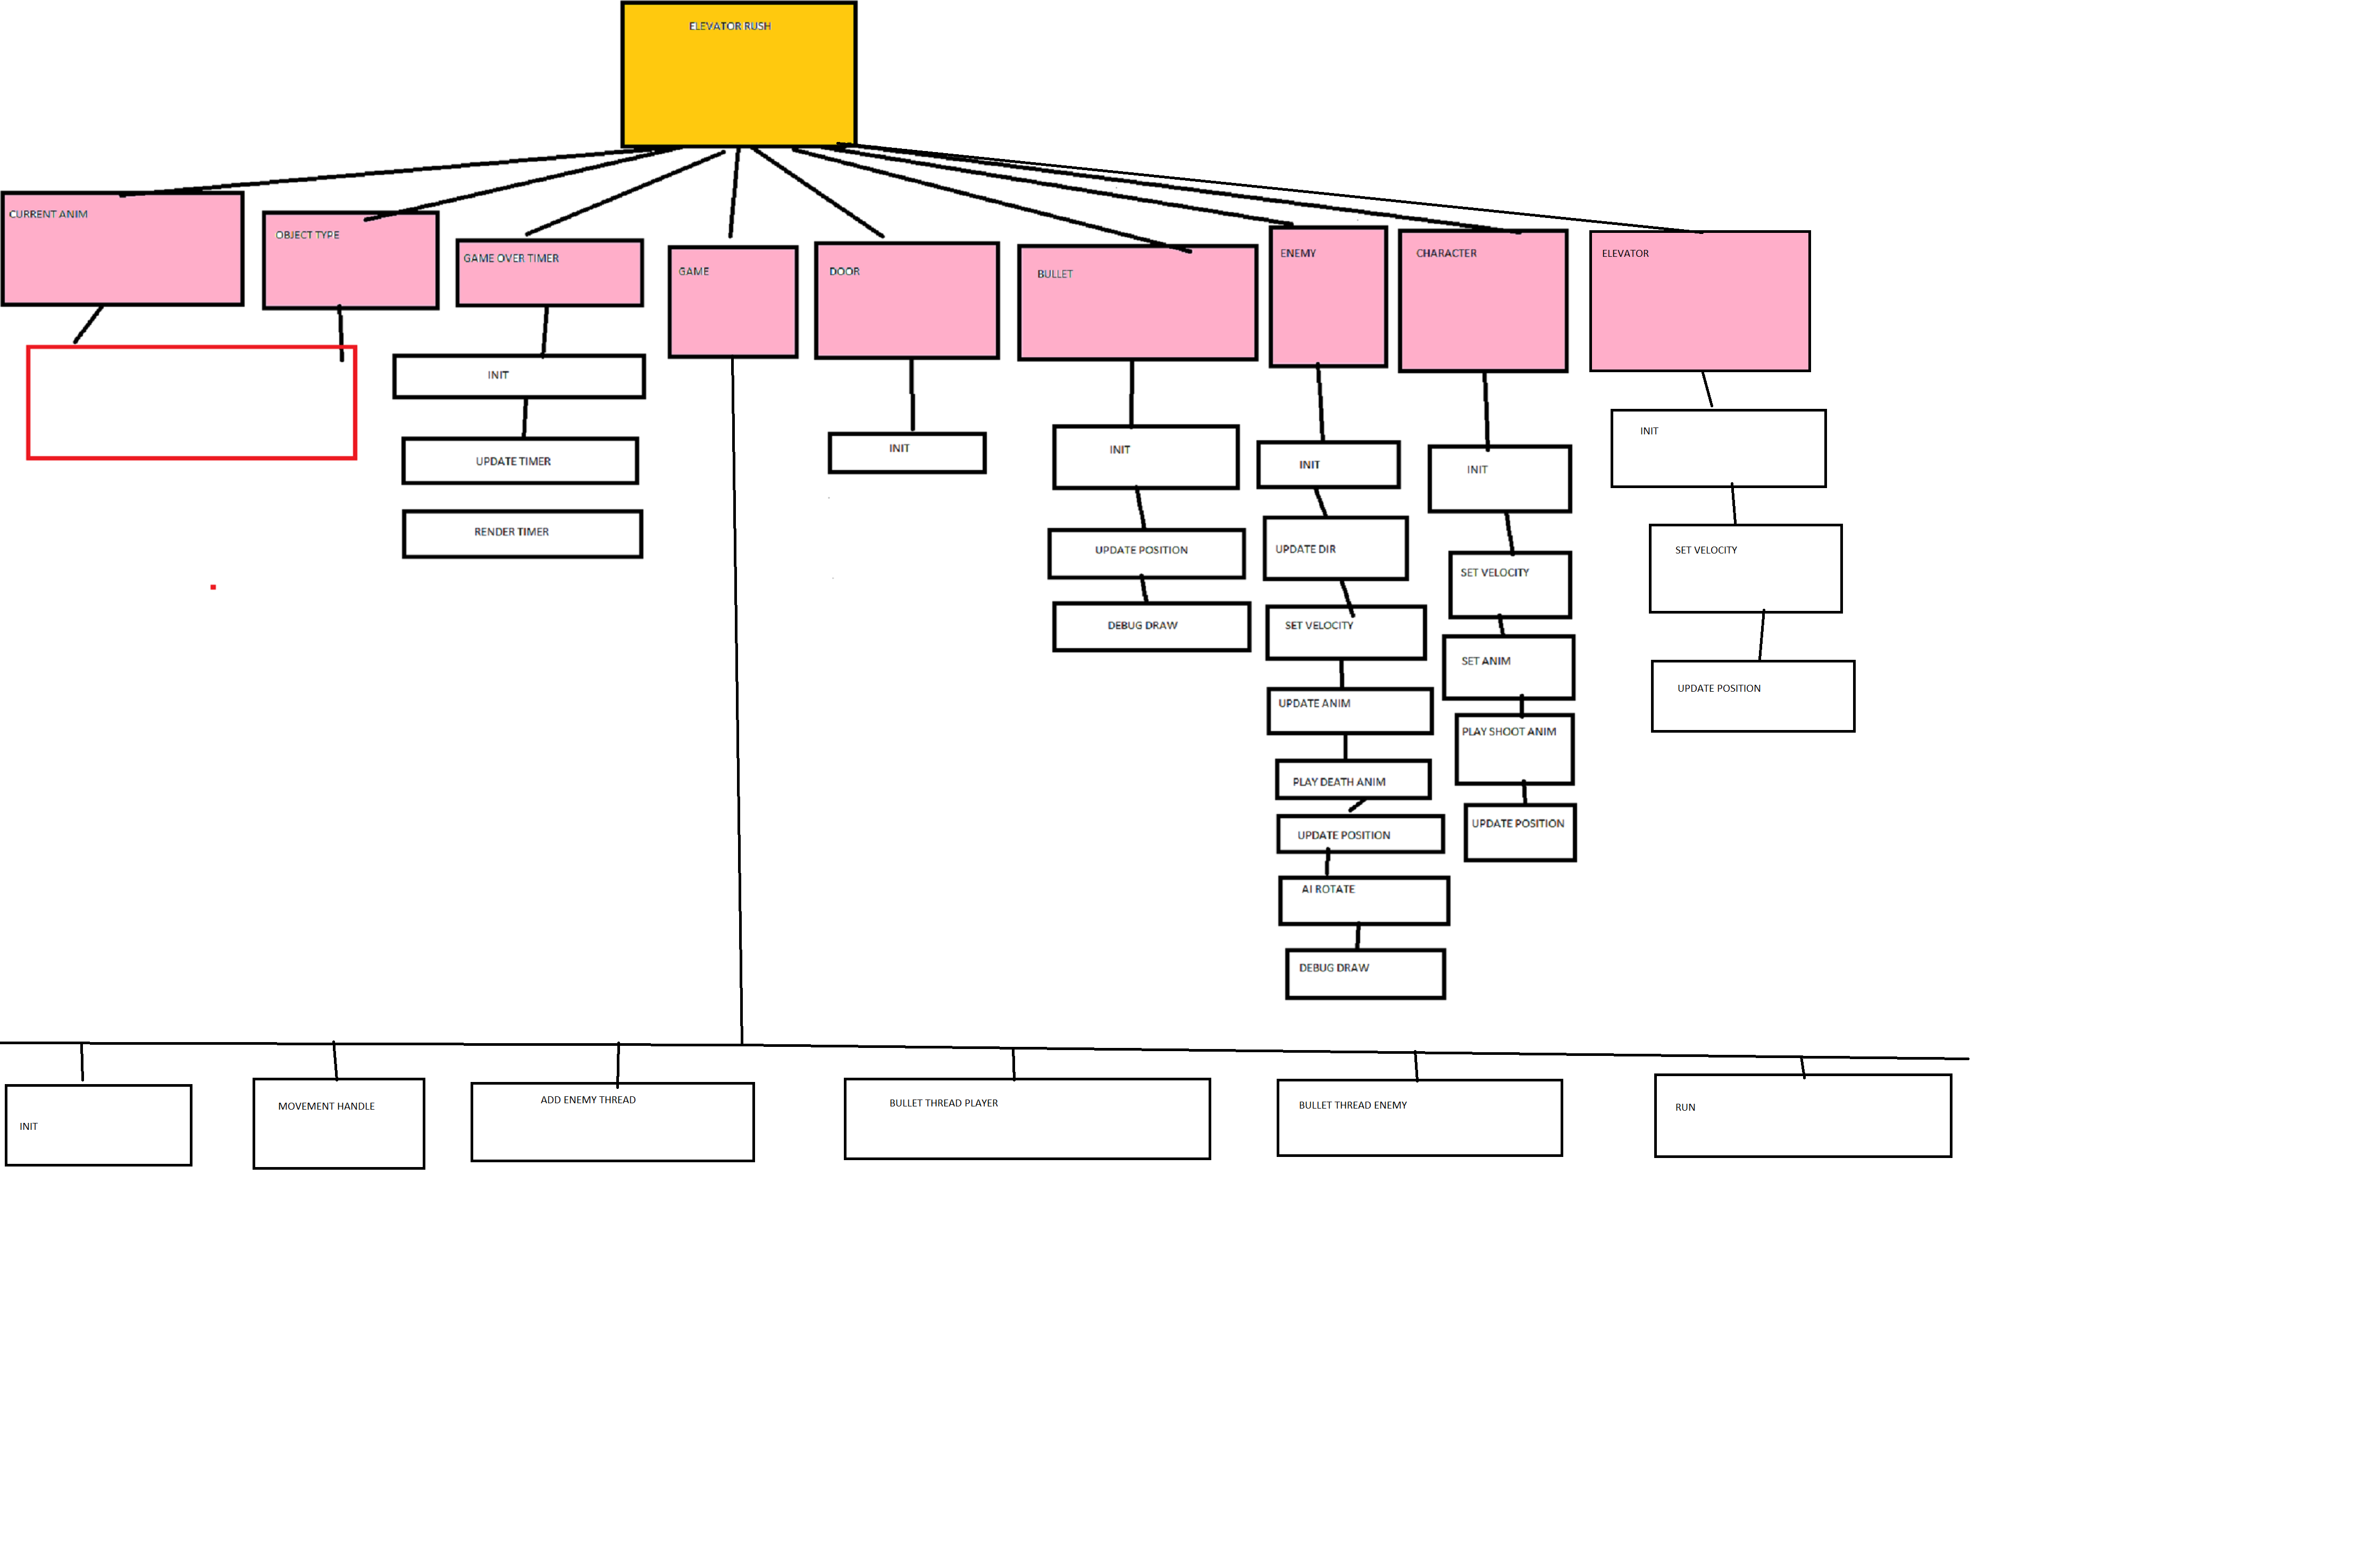 ELEVATOR RUSH
CURRENT ANIM
OBJECT TYPE
GAME OVER TIMER
GAME
DOOR
BULLET
ENEMY
CHARACTER
ELEVATOR
INIT
UPDATE TIMER
RENDER TIMER
INIT
INIT
UPDATE POSITION
DEBUG DRAW
INIT
UPDATE DIR
SET VELOCITY
UPDATE ANIM
PLAY DEATH ANIM
UPDATE POSITION
AI ROTATE
DEBUG DRAW
INIT
SET VELOCITY
SET ANIM
PLAY SHOOT ANIM
UPDATE POSITION
INIT
SET VELOCITY
UPDATE POSITION
INIT
MOVEMENT HANDLE
ADD ENEMY THREAD
BULLET THREAD PLAYER
BULLET THREAD ENEMY
RUN